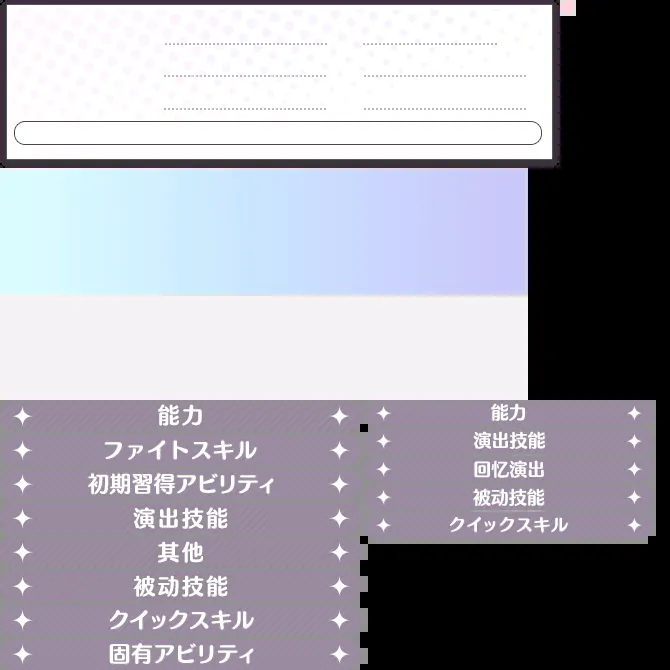 能力
ファイトスキル
初期習得アビリティ
演出技能
其他
被动技能
クイックスキル
固有アビリティ
能力
演出技能
回忆演出
被动技能
クイックスキル